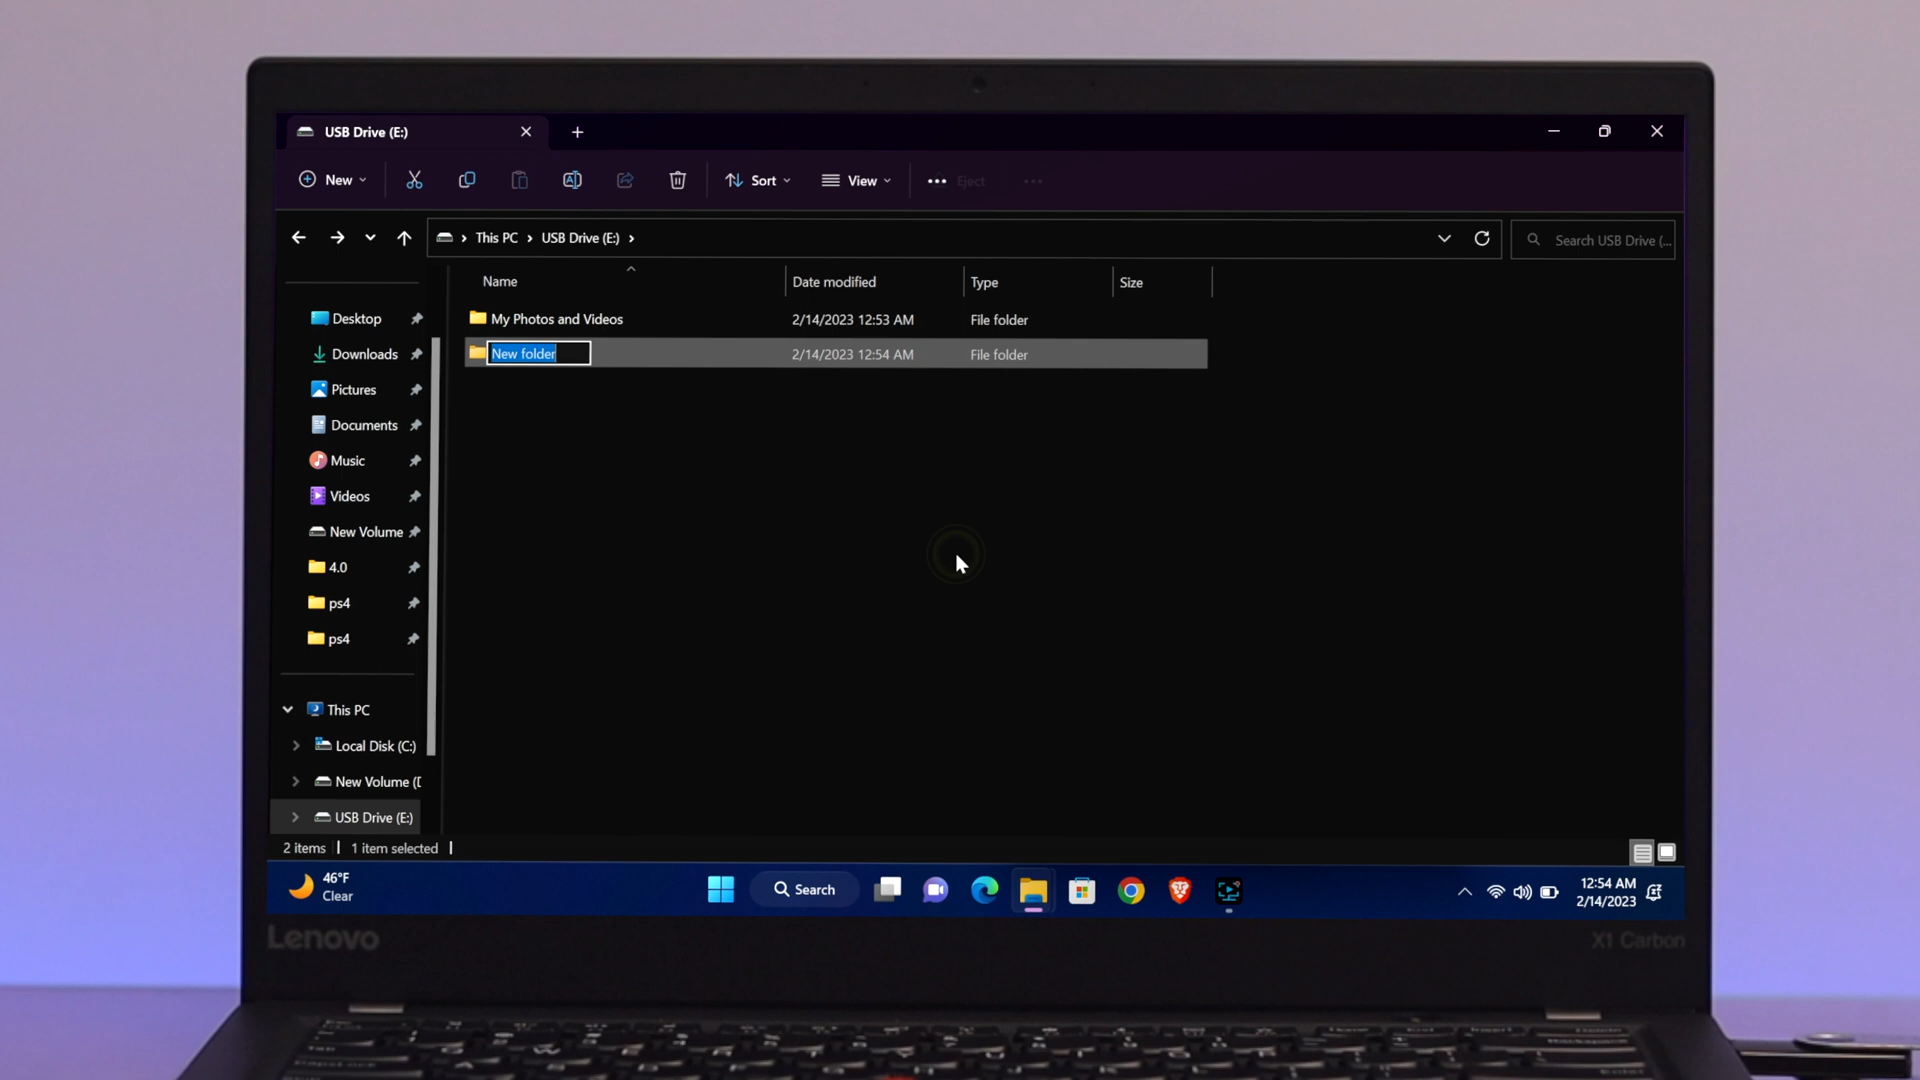 USB Drive (E:)
New
Sort
View
Eject
This PC > USB Drive (E:) >
Search USB Drive (...
Name
Date modified
Type
Size
My Photos and Videos
2/14/2023 12:53 AM
File folder
New folder
2/14/2023 12:54 AM
File folder
Desktop
Downloads
Pictures
Documents
Music
Videos
New Volume
4.0
ps4
ps4
This PC
Local Disk (C:)
New Volume (D
USB Drive (E:)
2 items
1 item selected
46°F
Clear
Search
12:54 AM
2/14/2023
Lenovo
X1 Carbon